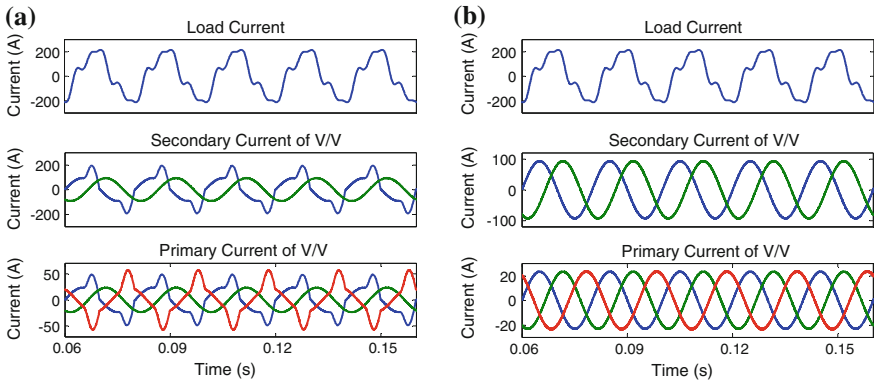 (a)
Load Current
Current (A)
200
0
-200
Secondary Current of V/V
Current (A)
200
0
-200
Primary Current of V/V
Current (A)
50
0
-50
0.06
0.09
0.12
0.15
Time (s)
(b)
Load Current
Current (A)
200
0
-200
Secondary Current of V/V
Current (A)
100
0
-100
Primary Current of V/V
Current (A)
20
0
-20
0.06
0.09
0.12
0.15
Time (s)